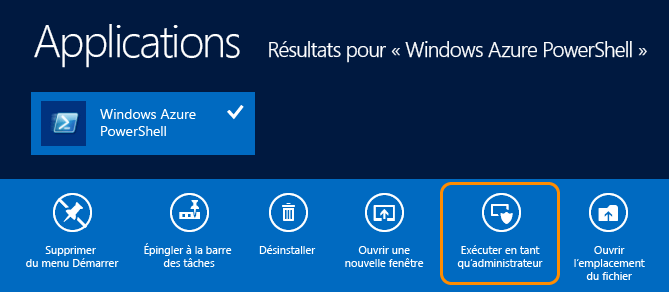 Applications Résultats pour « Windows Azure PowerShell »
Windows Azure
PowerShell
Supprimer
du menu Démarrer
Épingler à la barre
des tâches
Désinstaller
Ouvrir une
nouvelle fenêtre
Exécuter en tant
qu'administrateur
Ouvrir
l'emplacement
du fichier